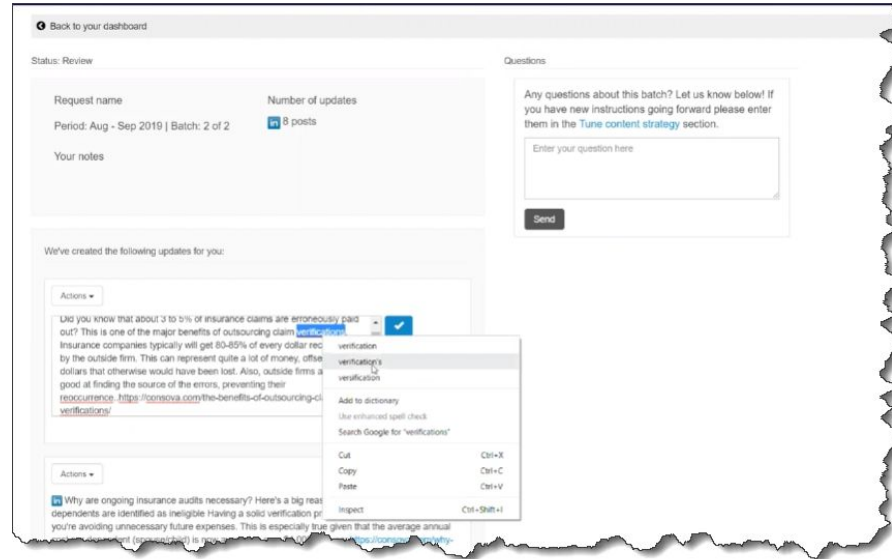 Back to your dashboard
Status: Review
Request name
Number of updates
Period: Aug - Sep 2019 | Batch: 2 of 2
in 8 posts
Your notes
Questions
Any questions about this batch? Let us know below! If
you have new instructions going forward please enter
them in the Tune content strategy section.
Enter your question here
Send
We've created the following updates for you:
Actions
Did you know that about 3 to 5% of insurance claims are erroneously paid
out? This is one of the major benefits of outsourcing claim verifications
Insurance companies typically will get 80-85% of every dollar rec
by the outside firm. This can represent quite a lot of money, offse
dollars that otherwise would have been lost. Also, outside firms a
good at finding the source of the errors, preventing their
reoccurrence. https://consova.com/the-benefits-of-outsourcing-cl
verifications/
verification
verification's
Add to dictionary
Use enhanced spell check
Search Google for "verifications"
Cut Ctrl+X
Copy Ctrl+C
Paste Ctrl+V
Inspect Ctrl+Shift+I
Actions
in Why are ongoing insurance audits necessary? Here's a big reas
dependents are identified as ineligible Having a solid verification pr
you're avoiding unnecessary future expenses. This is especially true given that the average annual
(spouse/child) is now